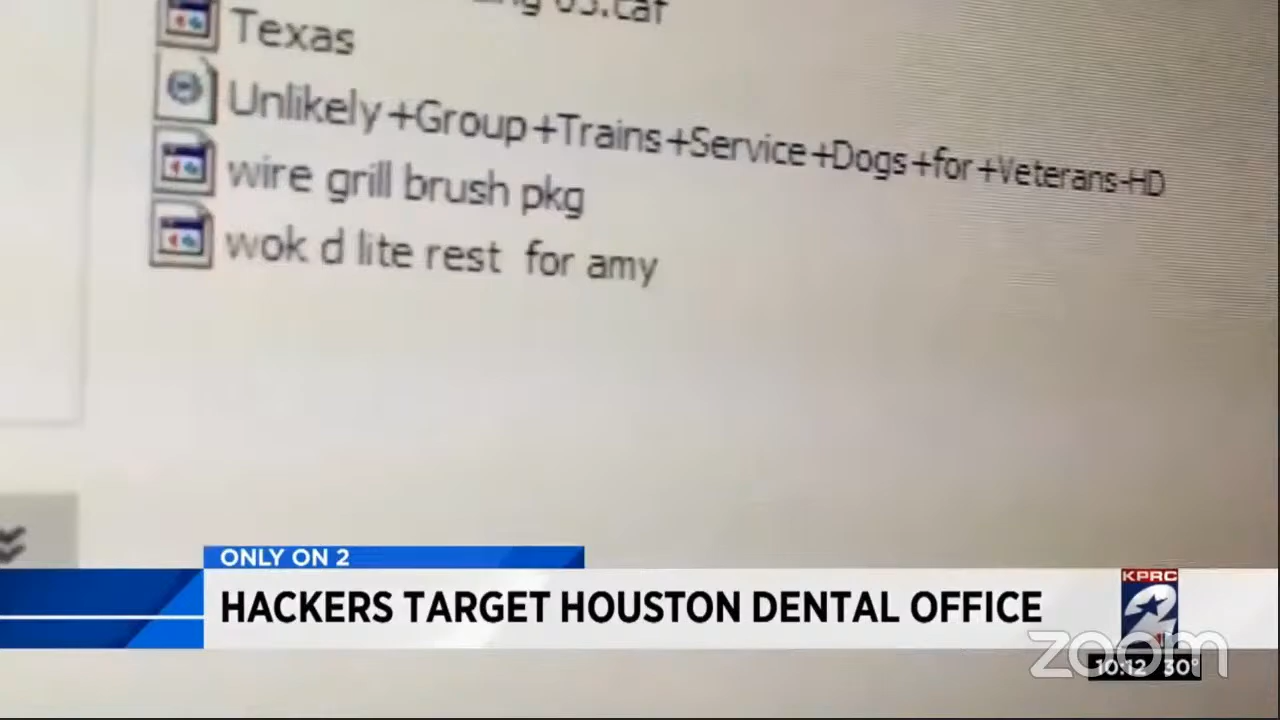 Texas
Unlikely+Group+Trains+Service+Dogs+for+Veterans-HD
wire grill brush pkg
wok d lite rest for amy
ONLY ON 2
HACKERS TARGET HOUSTON DENTAL OFFICE
KPRC
2
zoom
10:12 30°